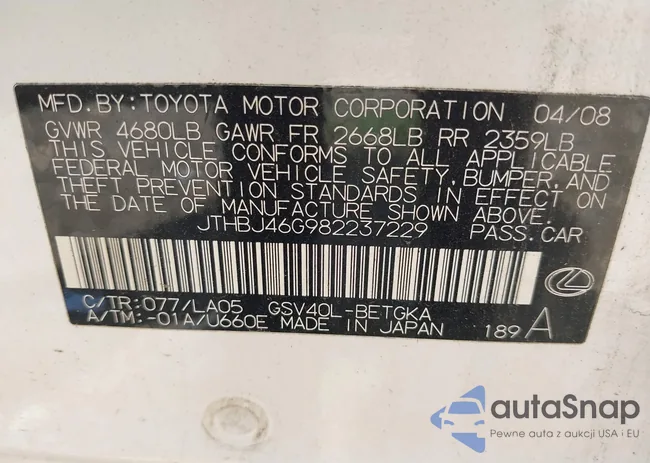 MFD. BY: TOYOTA MOTOR CORPORATION 04/08
GVWR 4680LB GAWR FR 2668LB RR 2359LB
THIS VEHICLE CONFORMS TO ALL APPLICABLE
FEDERAL MOTOR VEHICLE SAFETY, BUMPER, AND
THEFT PREVENTION STANDARDS IN EFFECT ON
THE DATE OF MANUFACTURE SHOWN ABOVE.
JTHBJ46G982237229 PASS. CAR
C/TR: 077/LA05 GSV40L-BETGKA
A/TM: -01A/U660E MADE IN JAPAN 189 A
autaSnap
Pewne auta z aukcji USA i EU